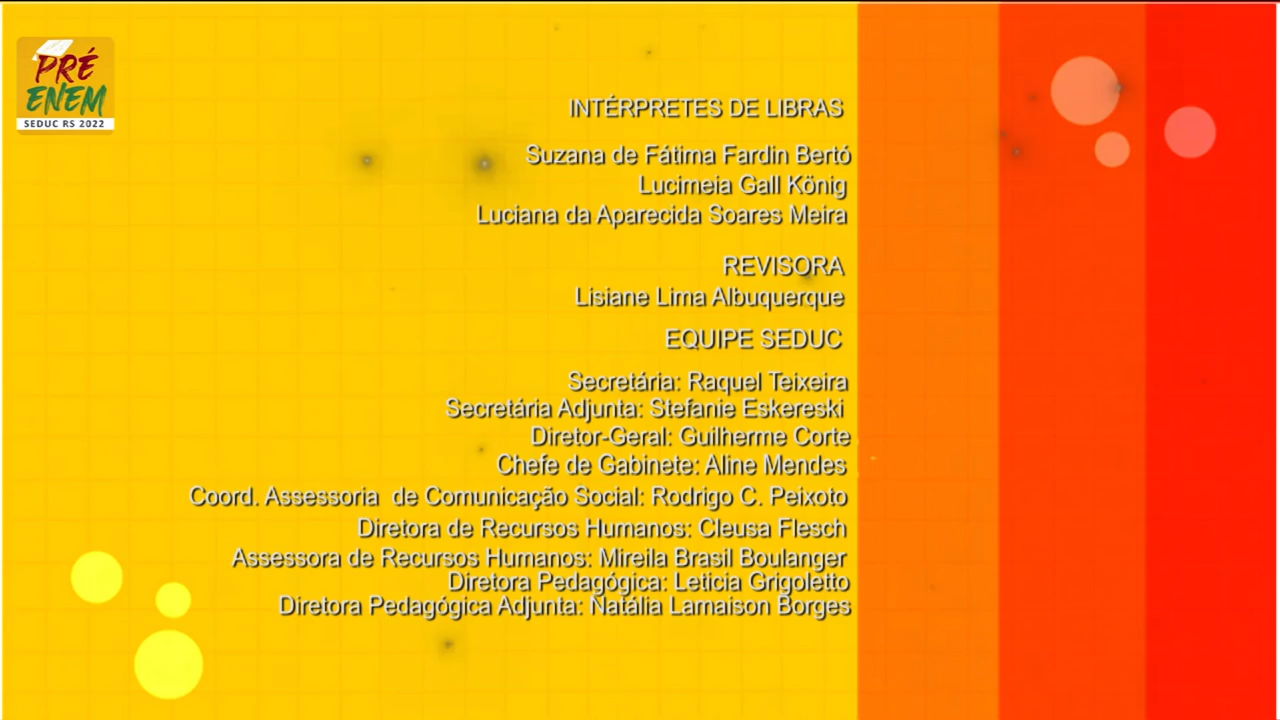 PRÉ
ENEM
SEDUC RS 2022
INTÉRPRETES DE LIBRAS
Suzana de Fátima Fardin Bertó
Lucimeia Gall König
Luciana da Aparecida Soares Meira
REVISORA
Lisiane Lima Albuquerque
EQUIPE SEDUC
Secretária: Raquel Teixeira
Secretária Adjunta: Stefanie Eskereski
Diretor-Geral: Guilherme Corte
Chefe de Gabinete: Aline Mendes
Coord. Assessoria de Comunicação Social: Rodrigo C. Peixoto
Diretora de Recursos Humanos: Cleusa Flesch
Assessora de Recursos Humanos: Mireila Brasil Boulanger
Diretora Pedagógica: Leticia Grigoletto
Diretora Pedagógica Adjunta: Natália Lamaison Borges